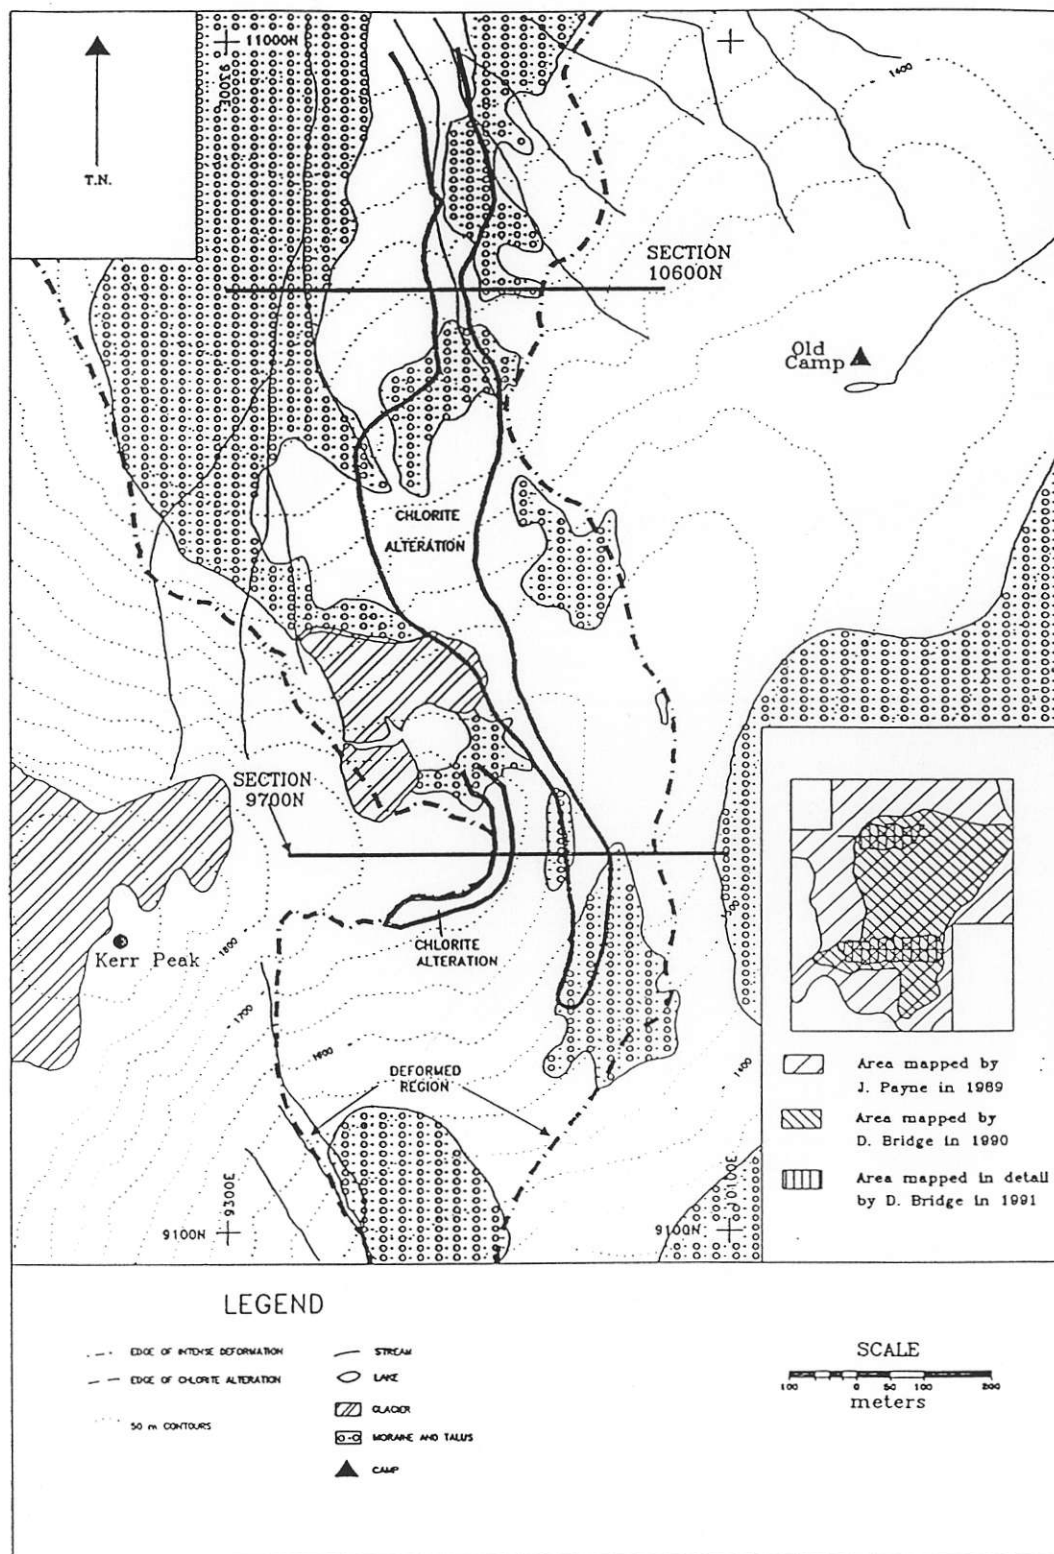 11000N
9300E
1600
T.N.
SECTION
10600N
Old
Camp
CHLORITE
ALTERATION
SECTION
9700N
Kerr Peak
1800
1700
CHLORITE
ALTERATION
DEFORMED
REGION
1400
9300E
9100N
10100E
9100N
Area mapped by
J. Payne in 1989
Area mapped by
D. Bridge in 1990
Area mapped in detail
by D. Bridge in 1991
LEGEND
EDGE OF INTENSE DEFORMATION
EDGE OF CHLORITE ALTERATION
50 m CONTOURS
STREAM
LAKE
GLACIER
MORAINE AND TALUS
CAMP
SCALE
100 0 50 100 200
meters